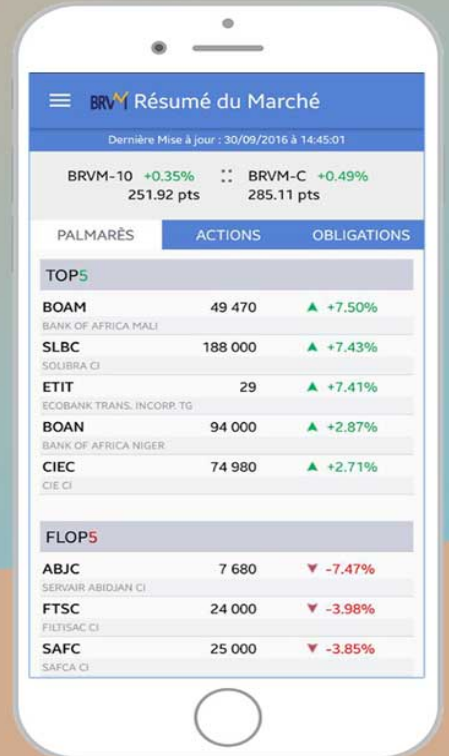 BRVM Résumé du Marché
Dernière Mise à jour : 30/09/2016 à 14:45:01
BRVM-10 +0.35% :: BRVM-C +0.49%
251.92 pts 285.11 pts
PALMARÈS ACTIONS OBLIGATIONS
TOP5
BOAM 49 470 ▲ +7.50%
BANK OF AFRICA MALI
SLBC 188 000 ▲ +7.43%
SOLIBRA CI
ETIT 29 ▲ +7.41%
ECOBANK TRANS. INCORP. TG
BOAN 94 000 ▲ +2.87%
BANK OF AFRICA NIGER
CIEC 74 980 ▲ +2.71%
CIE CI
FLOP5
ABJC 7 680 ▼ -7.47%
SERVAIR ABIDJAN CI
FTSC 24 000 ▼ -3.98%
FILTISAC CI
SAFC 25 000 ▼ -3.85%
SAFCA CI